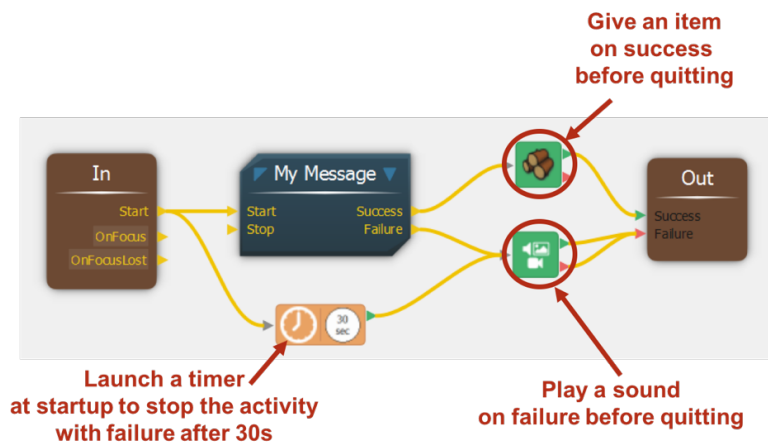 Give an item
on success
before quitting
In
Start
OnFocus
OnFocusLost
My Message
Start
Success
Stop
Failure
Out
Success
Failure
30
sec
Launch a timer
at startup to stop the activity
with failure after 30s
Play a sound
on failure before quitting